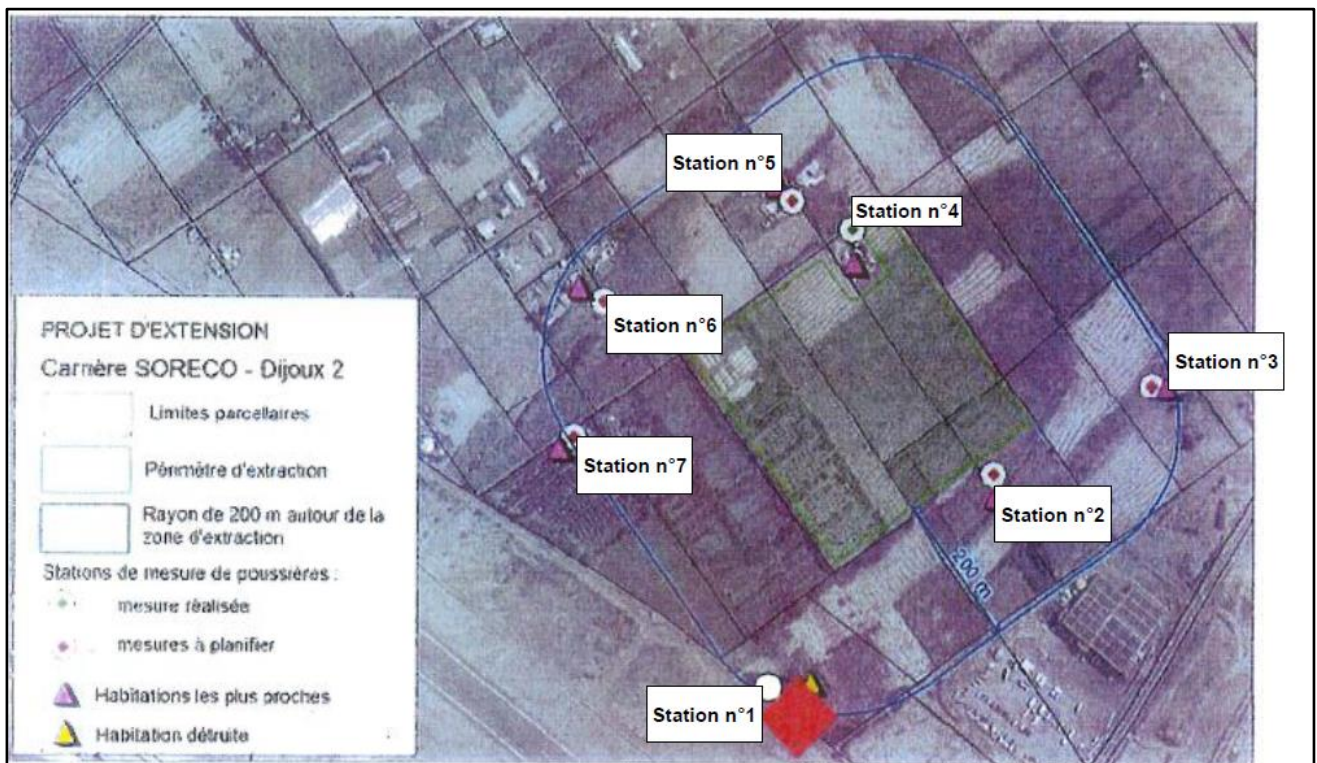 Station n°5
Station n°4
Station n°6
Station n°3
Station n°7
Station n°2
200 m
Station n°1
PROJET D'EXTENSION
Carrière SORECO - Dijoux 2
Limites parcellaires
Périmètre d'extraction
Rayon de 200 m autour de la
zone d'extraction
Stations de mesure de poussières :
mesure réalisée
mesures à planifier
Habitations les plus proches
Habitation détruite